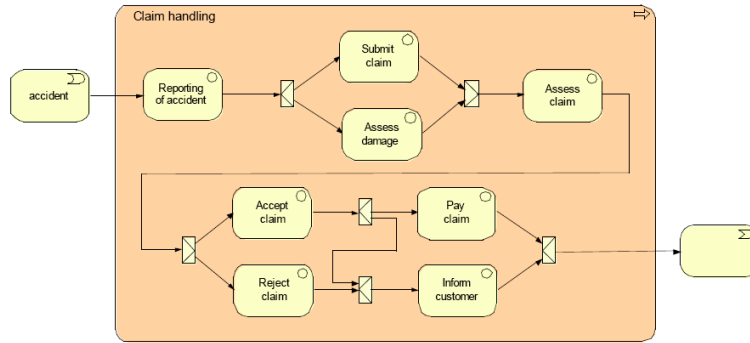 Claim handling
accident
Reporting
of accident
Submit
claim
Assess
damage
Assess
claim
Accept
claim
Pay
claim
Reject
claim
Inform
customer